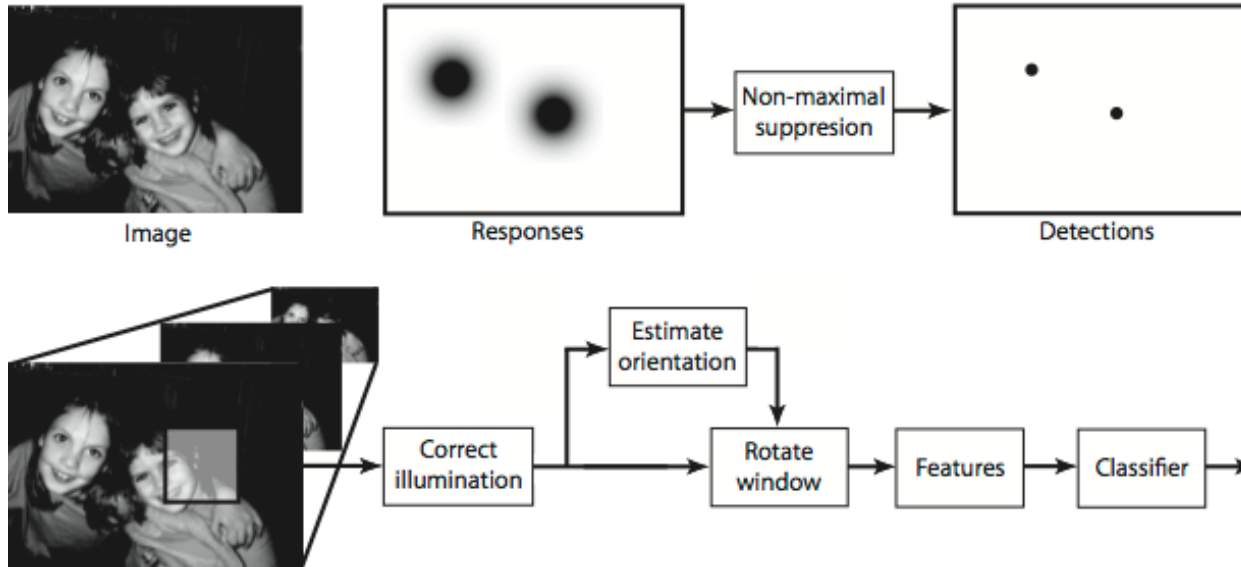 Non-maximal
suppresion
Image
Responses
Detections
Estimate
orientation
Correct
illumination
Rotate
window
Features
Classifier